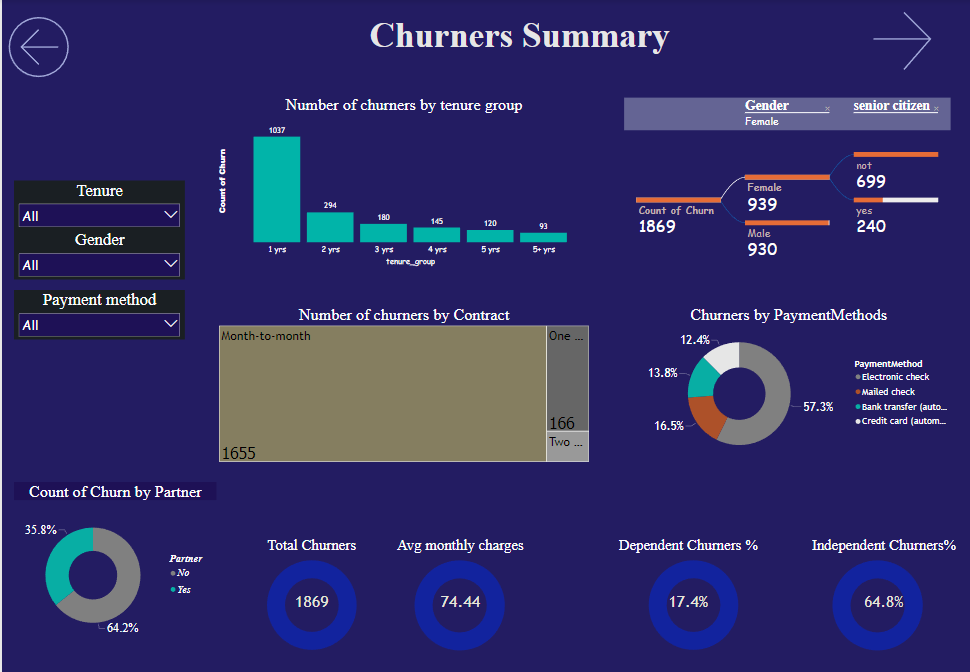 Churners Summary
Number of churners by tenure group
Count of Churn
1037
294
180
145
120
93
1 yrs
2 yrs
3 yrs
4 yrs
5 yrs
5+ yrs
tenure_group
Gender ×
Female
senior citizen ×
Count of Churn
1869
Female
939
Male
930
not
699
yes
240
Tenure
All
Gender
All
Payment method
All
Number of churners by Contract
Month-to-month
1655
One ...
166
Two ...
Churners by PaymentMethods
12.4%
13.8%
16.5%
57.3%
PaymentMethod
Electronic check
Mailed check
Bank transfer (auto...
Credit card (autom...
Count of Churn by Partner
35.8%
64.2%
Partner
No
Yes
Total Churners
1869
Avg monthly charges
74.44
Dependent Churners %
17.4%
Independent Churners%
64.8%